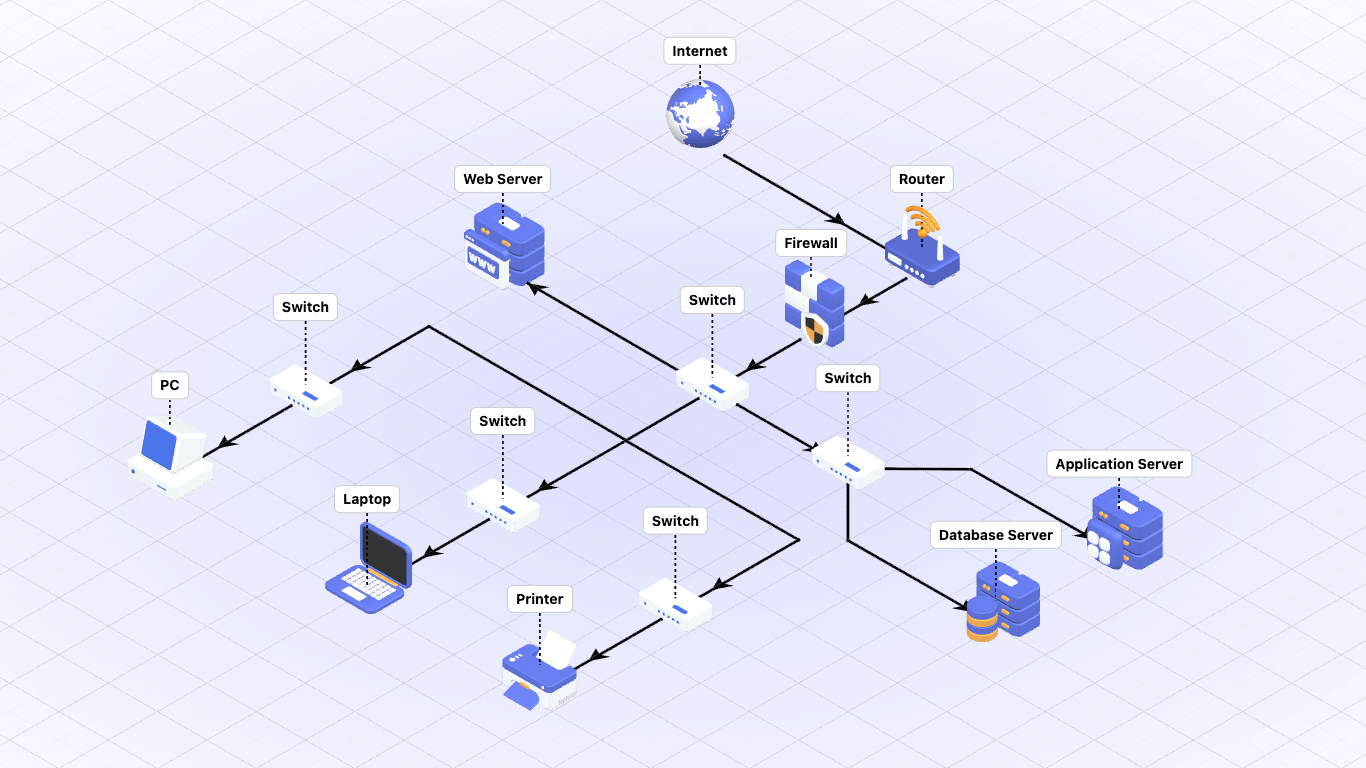 Internet
Web Server
Router
Firewall
Switch
Switch
Switch
PC
Switch
Application Server
Laptop
Switch
Database Server
Printer
WWW